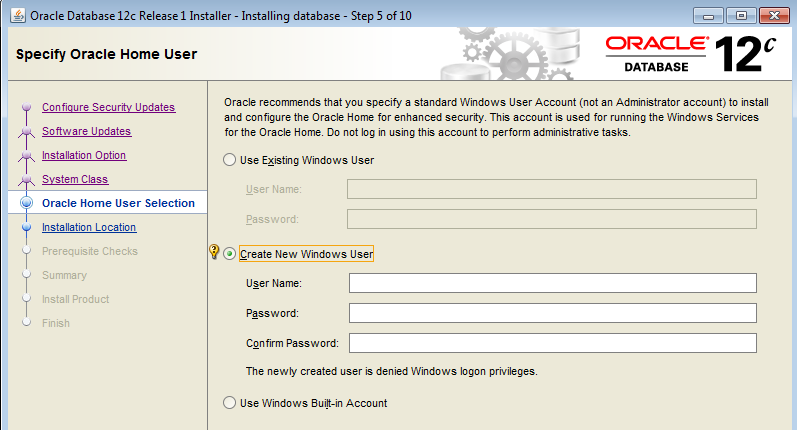 Oracle Database 12c Release 1 Installer - Installing database - Step 5 of 10
Specify Oracle Home User
ORACLE
DATABASE
12c
Configure Security Updates
Software Updates
Installation Option
System Class
Oracle Home User Selection
Installation Location
Prerequisite Checks
Summary
Install Product
Finish
Oracle recommends that you specify a standard Windows User Account (not an Administrator account) to install
and configure the Oracle Home for enhanced security. This account is used for running the Windows Services
for the Oracle Home. Do not log in using this account to perform administrative tasks.
Use Existing Windows User
User Name:
Password:
Create New Windows User
User Name:
Password:
Confirm Password:
The newly created user is denied Windows logon privileges.
Use Windows Built-in Account